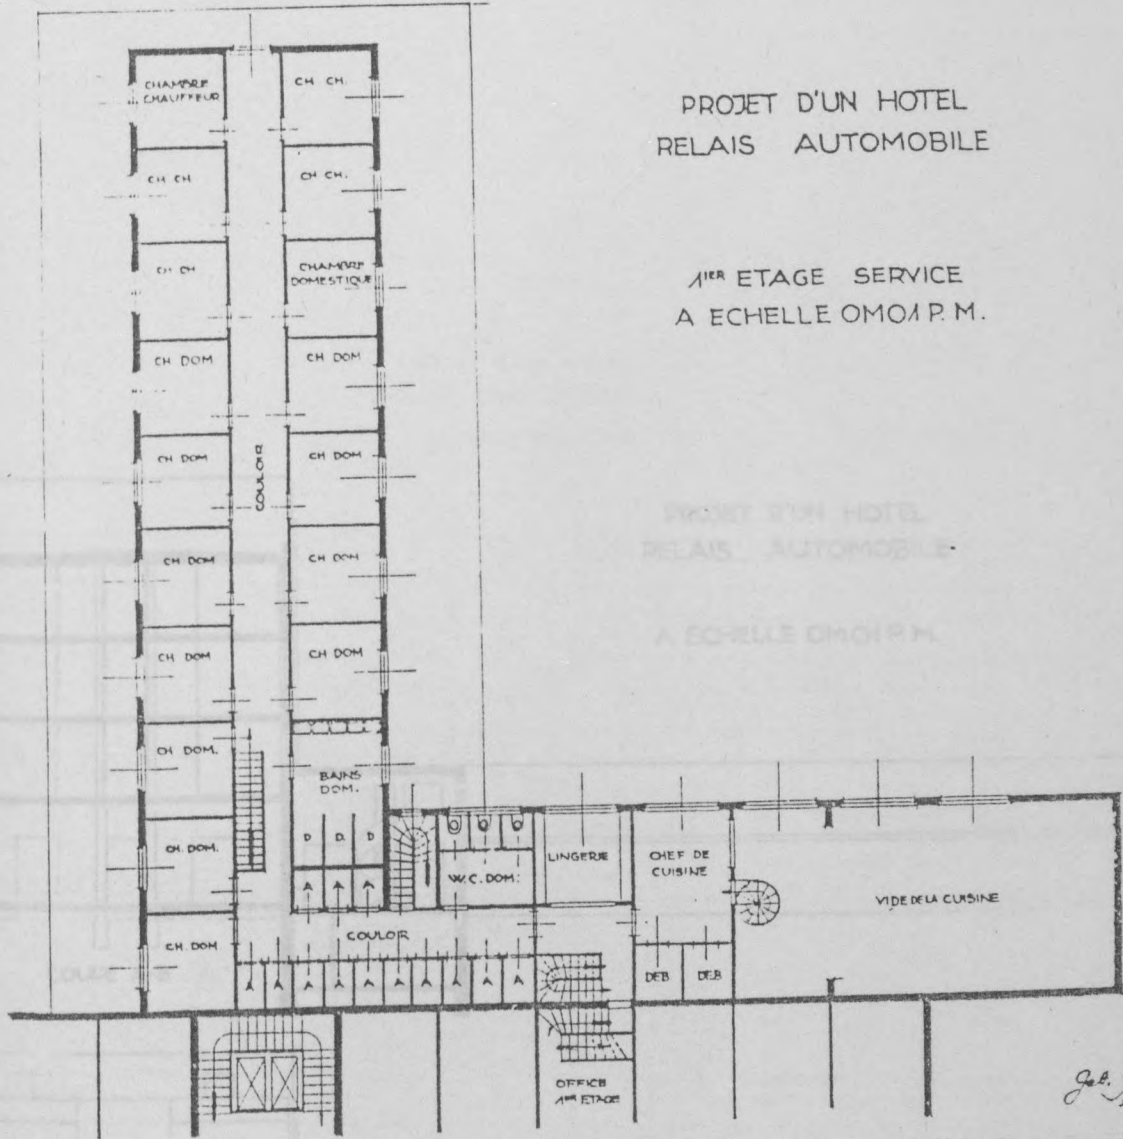 PROJET D'UN HOTEL
RELAIS AUTOMOBILE
1IER ETAGE SERVICE
A ECHELLE 0M01 P. M.
CHAMBRE
CHAUFFEUR
CH CH.
CH CH
CH CH.
CH CH
CHAMBRE
DOMESTIQUE
CH DOM
CH DOM
CH DOM
CH DOM
COULOIR
CH DOM
CH DOM
CH DOM
CH DOM
CH DOM.
BAINS
DOM.
CH. DOM.
D D D
W.C. DOM.
LINGERIE
CHEF DE
CUISINE
VIDE DE LA CUISINE
A A A
CH. DOM
COULOIR
A A A A A A A A A A
DEB DEB
OFFICE
1ER ETAGE
PROJET D'UN HOTEL
RELAIS AUTOMOBILE
A ECHELLE 0M01 P.M.
COUPE A-B